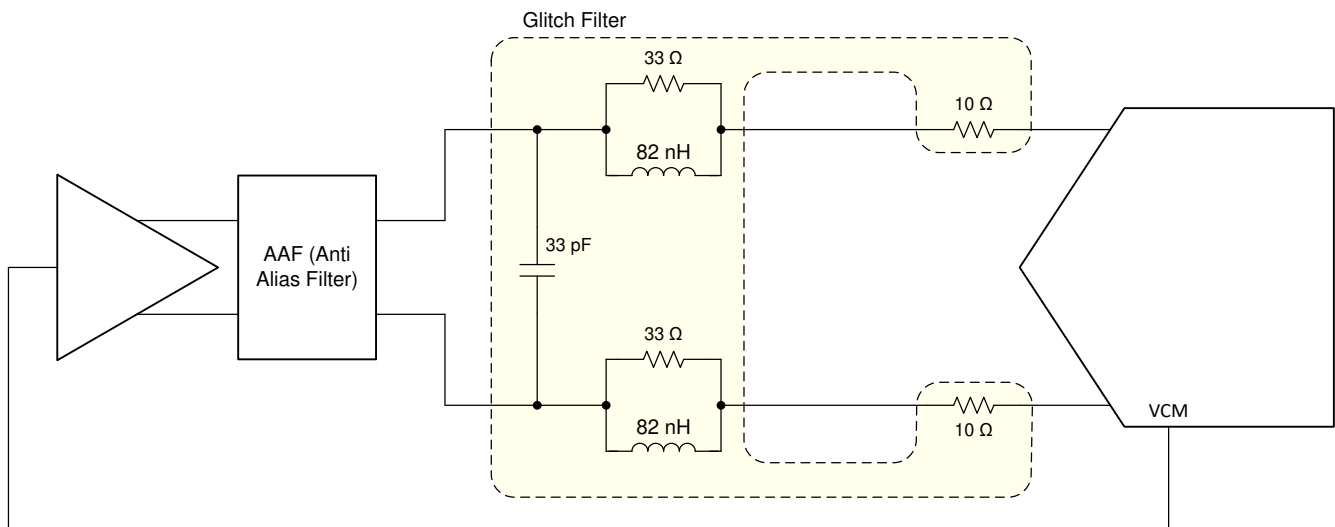 Glitch Filter
33 Ω
10 Ω
82 nH
AAF (Anti
Alias Filter)
33 pF
33 Ω
82 nH
10 Ω
VCM